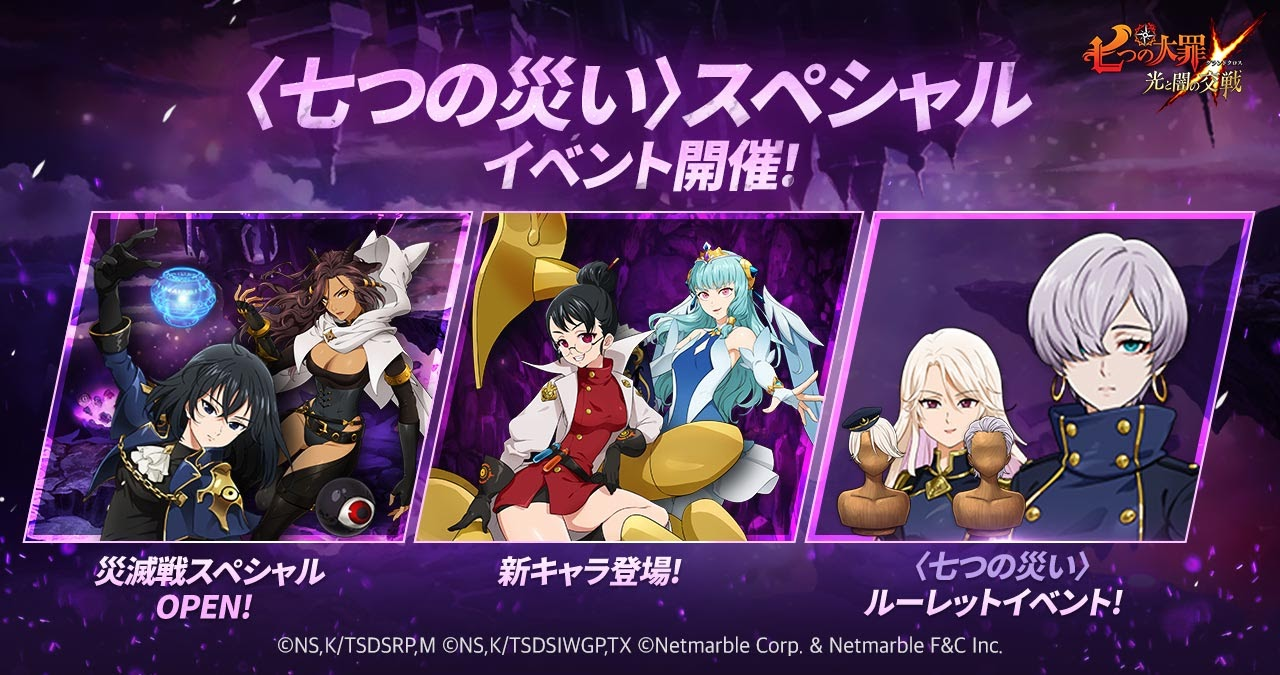 七つの大罪
グランドクロス
光と闇の交戦
〈七つの災い〉スペシャル
イベント開催!
災滅戦スペシャル
OPEN!
新キャラ登場!
〈七つの災い〉
ルーレットイベント!
©NS,K/TSDSRP,M ©NS,K/TSDSIWGP,TX ©Netmarble Corp. & Netmarble F&C Inc.